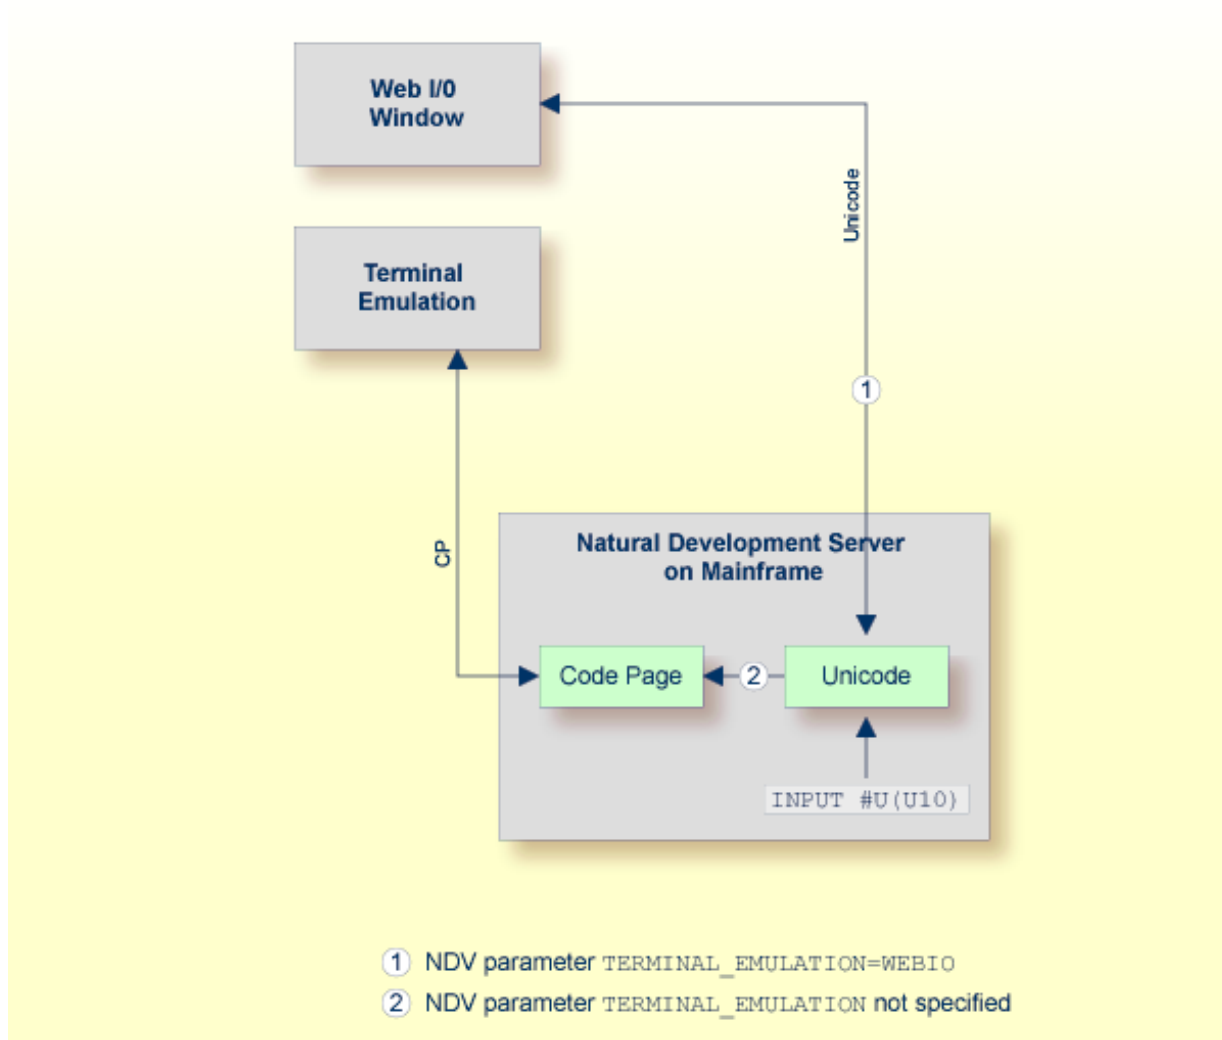 Web I/0
Window
Unicode
Terminal
Emulation
1
CP
Natural Development Server
on Mainframe
Code Page
2
Unicode
INPUT #U(U10)
1 NDV parameter TERMINAL_EMULATION=WEBIO
2 NDV parameter TERMINAL_EMULATION not specified